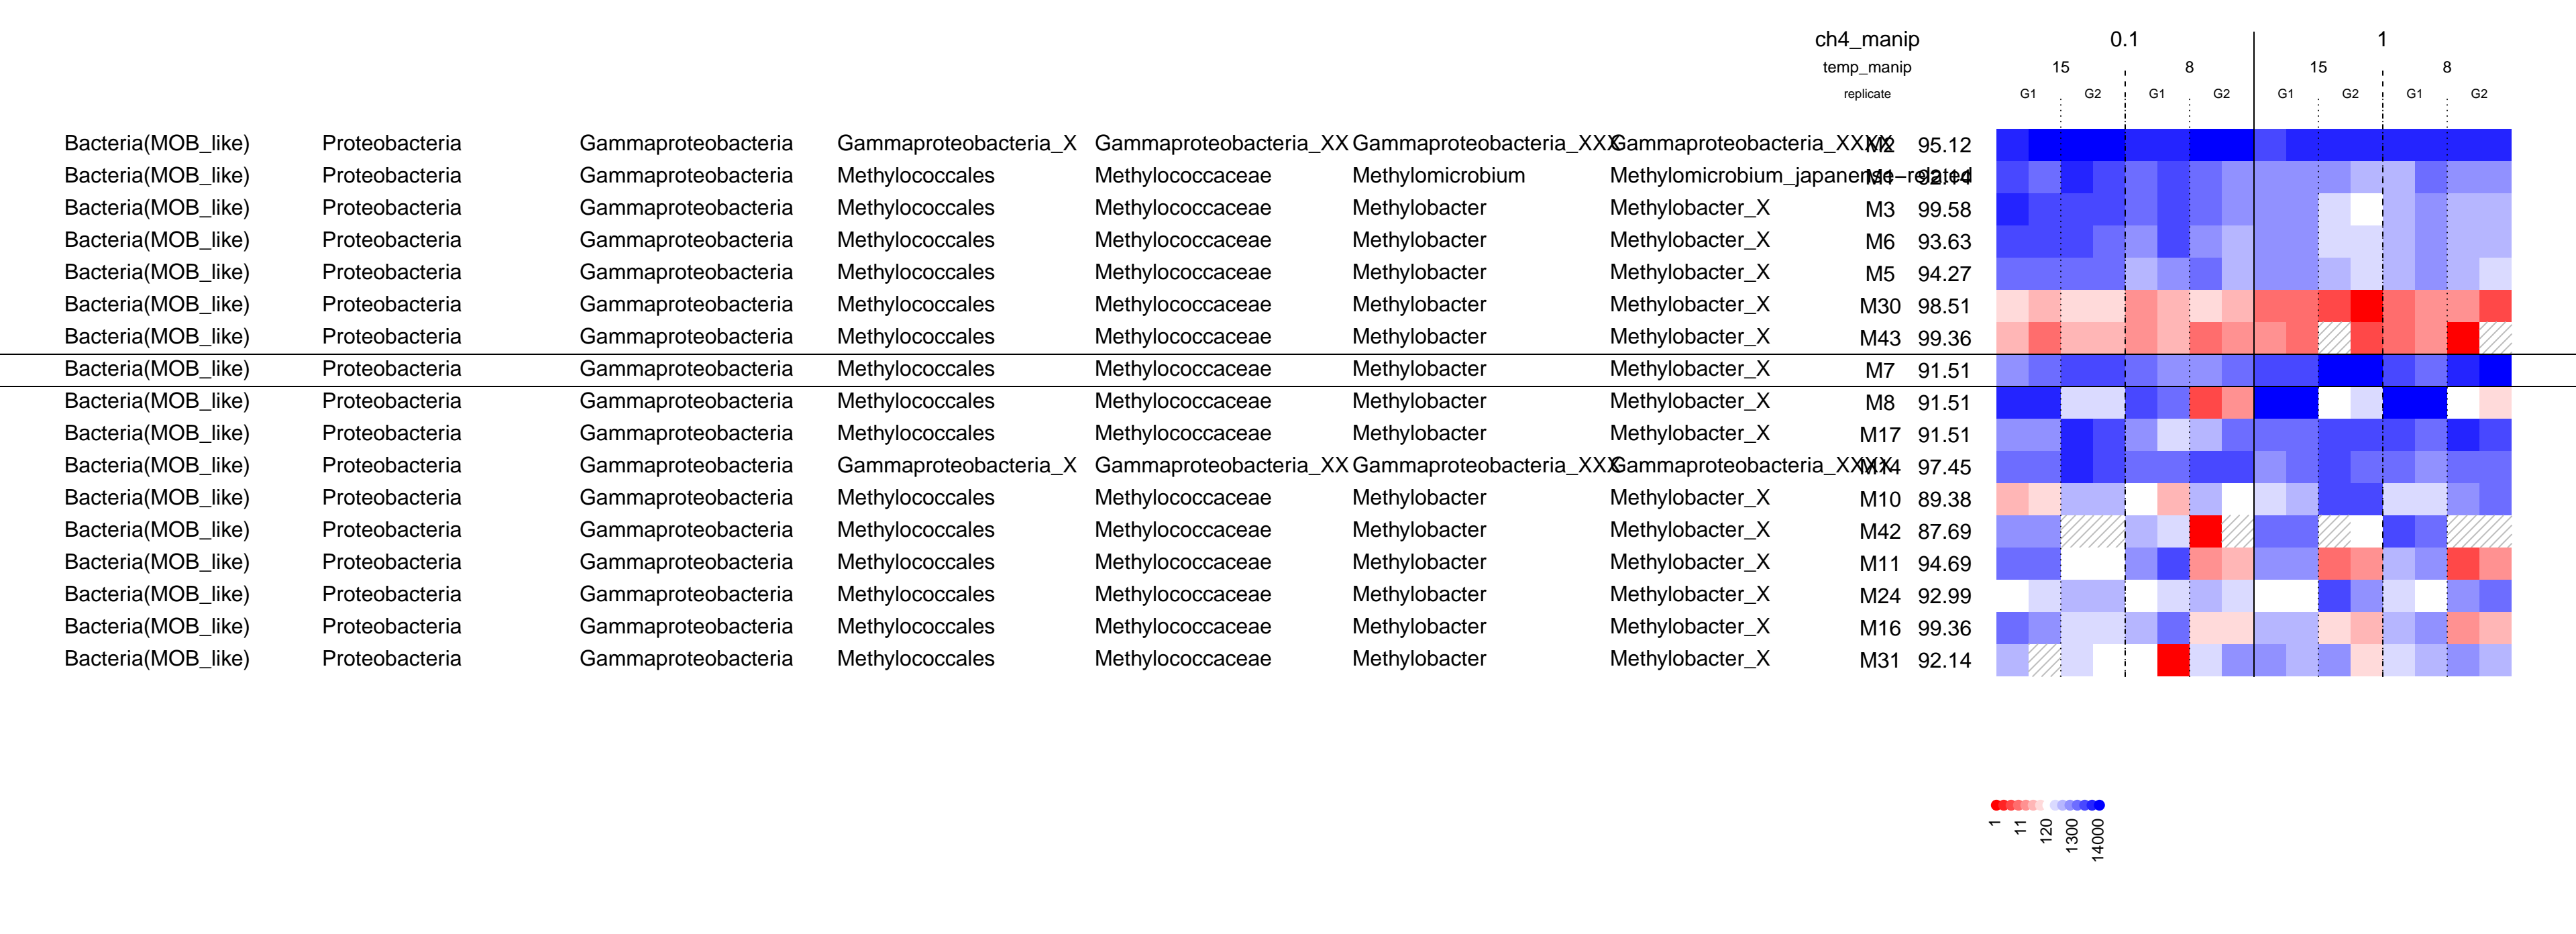 ch4_manip 0.1 1
temp_manip 15 8 15 8
replicate G1 G2 G1 G2 G1 G2 G1 G2
Bacteria(MOB_like) Proteobacteria Gammaproteobacteria Gammaproteobacteria_X Gammaproteobacteria_XX Gammaproteobacteria_XXX Gammaproteobacteria_XXXX M2 95.12
Bacteria(MOB_like) Proteobacteria Gammaproteobacteria Methylococcales Methylococcaceae Methylomicrobium Methylomicrobium_japanense−related M1 92.14
Bacteria(MOB_like) Proteobacteria Gammaproteobacteria Methylococcales Methylococcaceae Methylobacter Methylobacter_X M3 99.58
Bacteria(MOB_like) Proteobacteria Gammaproteobacteria Methylococcales Methylococcaceae Methylobacter Methylobacter_X M6 93.63
Bacteria(MOB_like) Proteobacteria Gammaproteobacteria Methylococcales Methylococcaceae Methylobacter Methylobacter_X M5 94.27
Bacteria(MOB_like) Proteobacteria Gammaproteobacteria Methylococcales Methylococcaceae Methylobacter Methylobacter_X M30 98.51
Bacteria(MOB_like) Proteobacteria Gammaproteobacteria Methylococcales Methylococcaceae Methylobacter Methylobacter_X M43 99.36
Bacteria(MOB_like) Proteobacteria Gammaproteobacteria Methylococcales Methylococcaceae Methylobacter Methylobacter_X M7 91.51
Bacteria(MOB_like) Proteobacteria Gammaproteobacteria Methylococcales Methylococcaceae Methylobacter Methylobacter_X M8 91.51
Bacteria(MOB_like) Proteobacteria Gammaproteobacteria Methylococcales Methylococcaceae Methylobacter Methylobacter_X M17 91.51
Bacteria(MOB_like) Proteobacteria Gammaproteobacteria Gammaproteobacteria_X Gammaproteobacteria_XX Gammaproteobacteria_XXX Gammaproteobacteria_XXXX M14 97.45
Bacteria(MOB_like) Proteobacteria Gammaproteobacteria Methylococcales Methylococcaceae Methylobacter Methylobacter_X M10 89.38
Bacteria(MOB_like) Proteobacteria Gammaproteobacteria Methylococcales Methylococcaceae Methylobacter Methylobacter_X M42 87.69
Bacteria(MOB_like) Proteobacteria Gammaproteobacteria Methylococcales Methylococcaceae Methylobacter Methylobacter_X M11 94.69
Bacteria(MOB_like) Proteobacteria Gammaproteobacteria Methylococcales Methylococcaceae Methylobacter Methylobacter_X M24 92.99
Bacteria(MOB_like) Proteobacteria Gammaproteobacteria Methylococcales Methylococcaceae Methylobacter Methylobacter_X M16 99.36
Bacteria(MOB_like) Proteobacteria Gammaproteobacteria Methylococcales Methylococcaceae Methylobacter Methylobacter_X M31 92.14
1 11 120 1300 14000